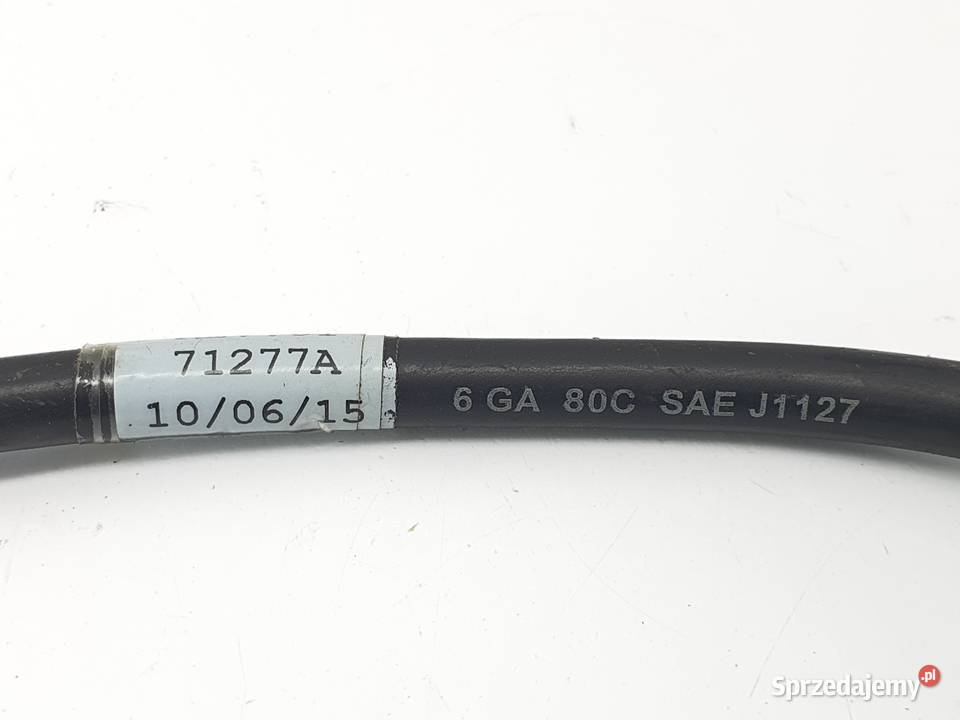 71277A
10/06/15
6 GA 80C SAE J1127
Sprzedajemy.pl